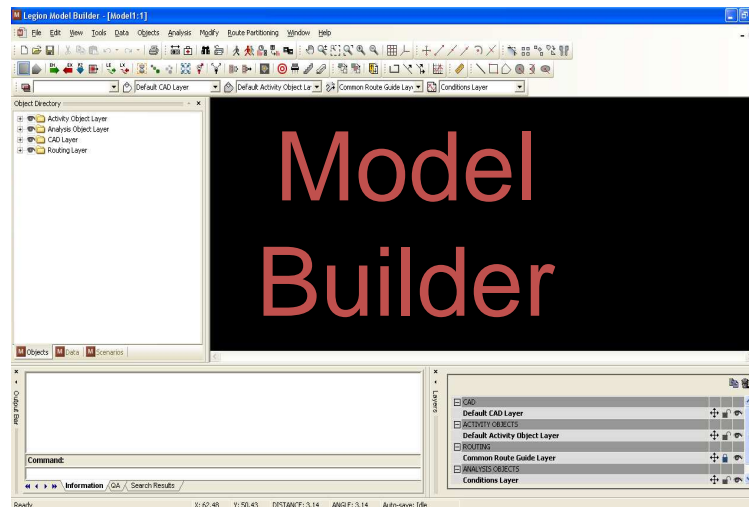 Legion Model Builder - [Model1:1]
File Edit View Tools Data Objects Analysis Modify Route Partitioning Window Help
Default CAD Layer Default Activity Object Lay Common Route Guide Laye Conditions Layer
Object Directory
Activity Object Layer
Analysis Object Layer
CAD Layer
Routing Layer
Model
Builder
Objects Data Scenarios
Output Bar
Command:
Information QA Search Results
Layers
CAD
Default CAD Layer
ACTIVITY OBJECTS
Default Activity Object Layer
ROUTING
Common Route Guide Layer
ANALYSIS OBJECTS
Conditions Layer
Ready X: 62.48 Y: 50.43 DISTANCE: 3.14 ANGLE: 3.14 Auto-save: Idle